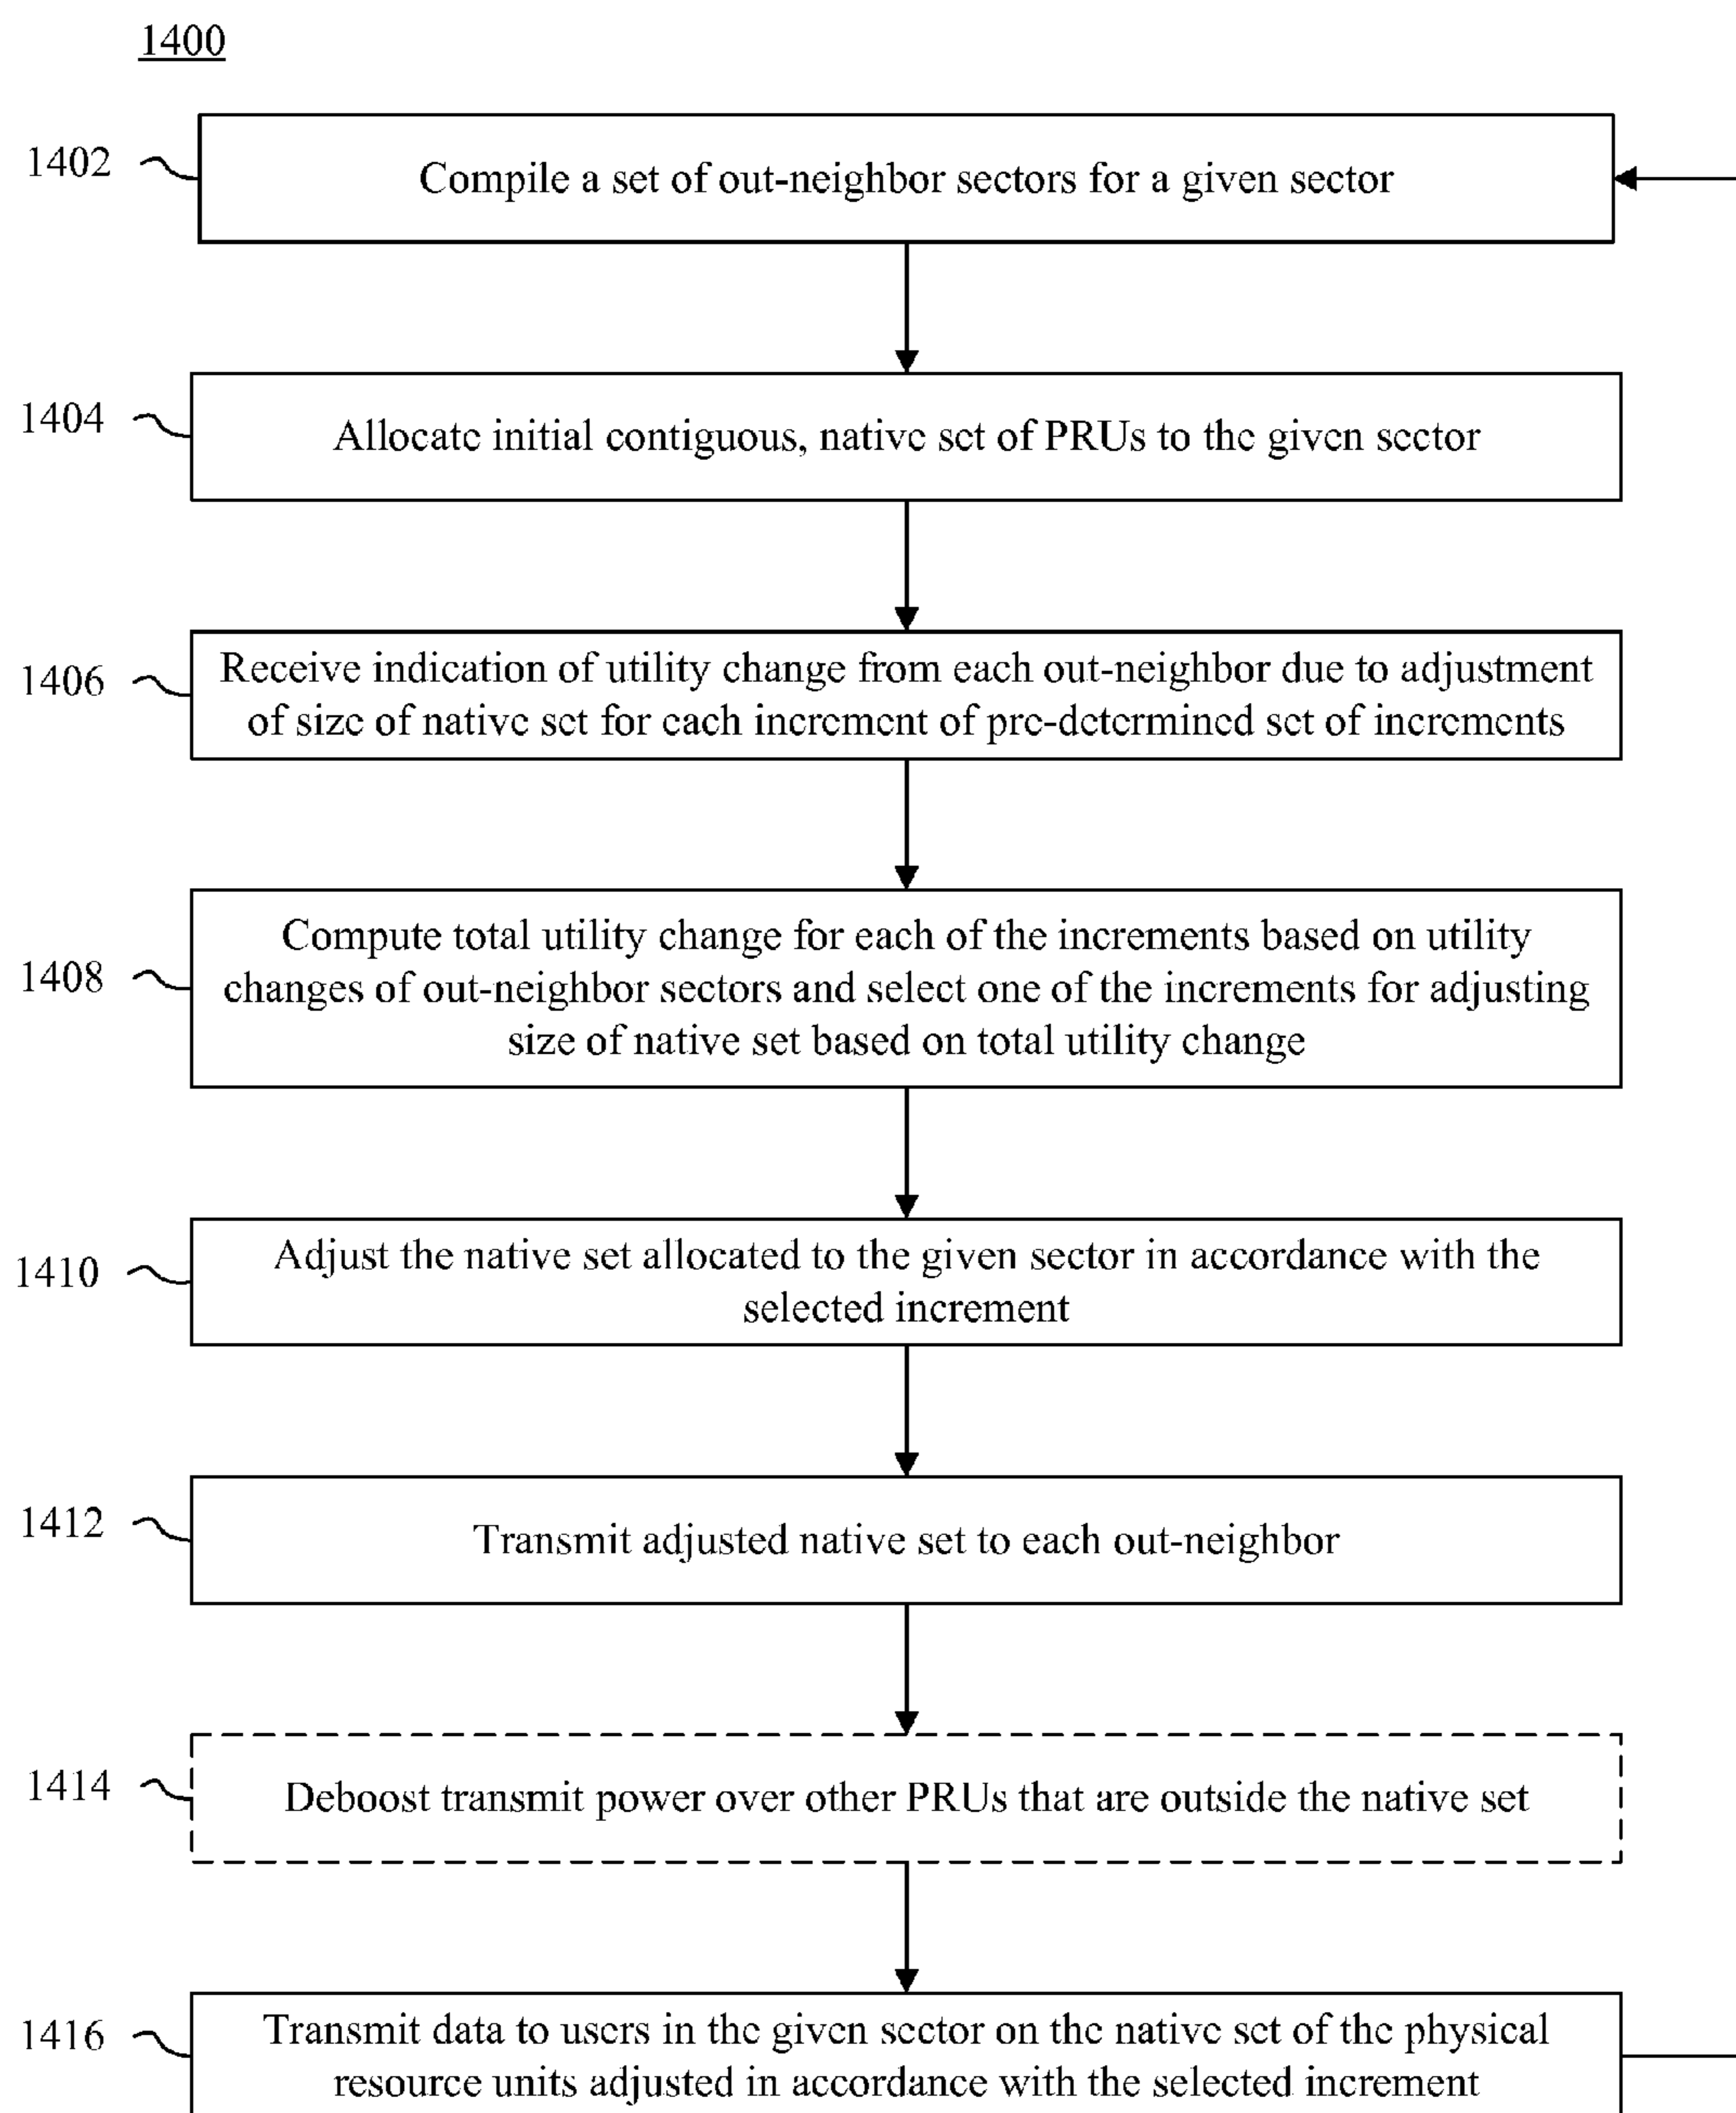 1400
1402
Compile a set of out-neighbor sectors for a given sector
1404
Allocate initial contiguous, native set of PRUs to the given sector
1406
Receive indication of utility change from each out-neighbor due to adjustment
of size of native set for each increment of pre-determined set of increments
1408
Compute total utility change for each of the increments based on utility
changes of out-neighbor sectors and select one of the increments for adjusting
size of native set based on total utility change
1410
Adjust the native set allocated to the given sector in accordance with the
selected increment
1412
Transmit adjusted native set to each out-neighbor
1414
Deboost transmit power over other PRUs that are outside the native set
1416
Transmit data to users in the given sector on the native set of the physical
resource units adjusted in accordance with the selected increment